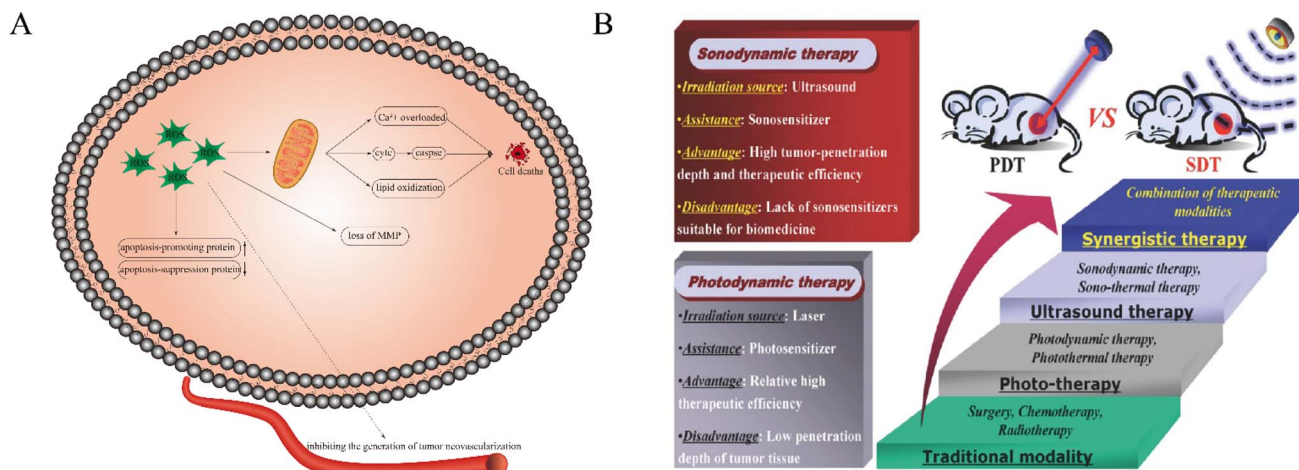 A
ROS
ROS
ROS
ROS
Ca²⁺ overloaded
cytc
caspse
lipid oxidization
Cell deaths
loss of MMP
apoptosis-promoting protein
apoptosis-suppression protein
inhibiting the generation of tumor neovascularization
B
Sonodynamic therapy
•Irradiation source: Ultrasound
•Assistance: Sonosensitizer
•Advantage: High tumor-penetration
depth and therapeutic efficiency
•Disadvantage: Lack of sonosensitizers
suitable for biomedicine
Photodynamic therapy
•Irradiation source: Laser
•Assistance: Photosensitizer
•Advantage: Relative high
therapeutic efficiency
•Disadvantage: Low penetration
depth of tumor tissue
PDT
VS
SDT
Combination of therapeutic
modalities
Synergistic therapy
Sonodynamic therapy,
Sono-thermal therapy
Ultrasound therapy
Photodynamic therapy,
Photothermal therapy
Photo-therapy
Surgery, Chemotherapy,
Radiotherapy
Traditional modality